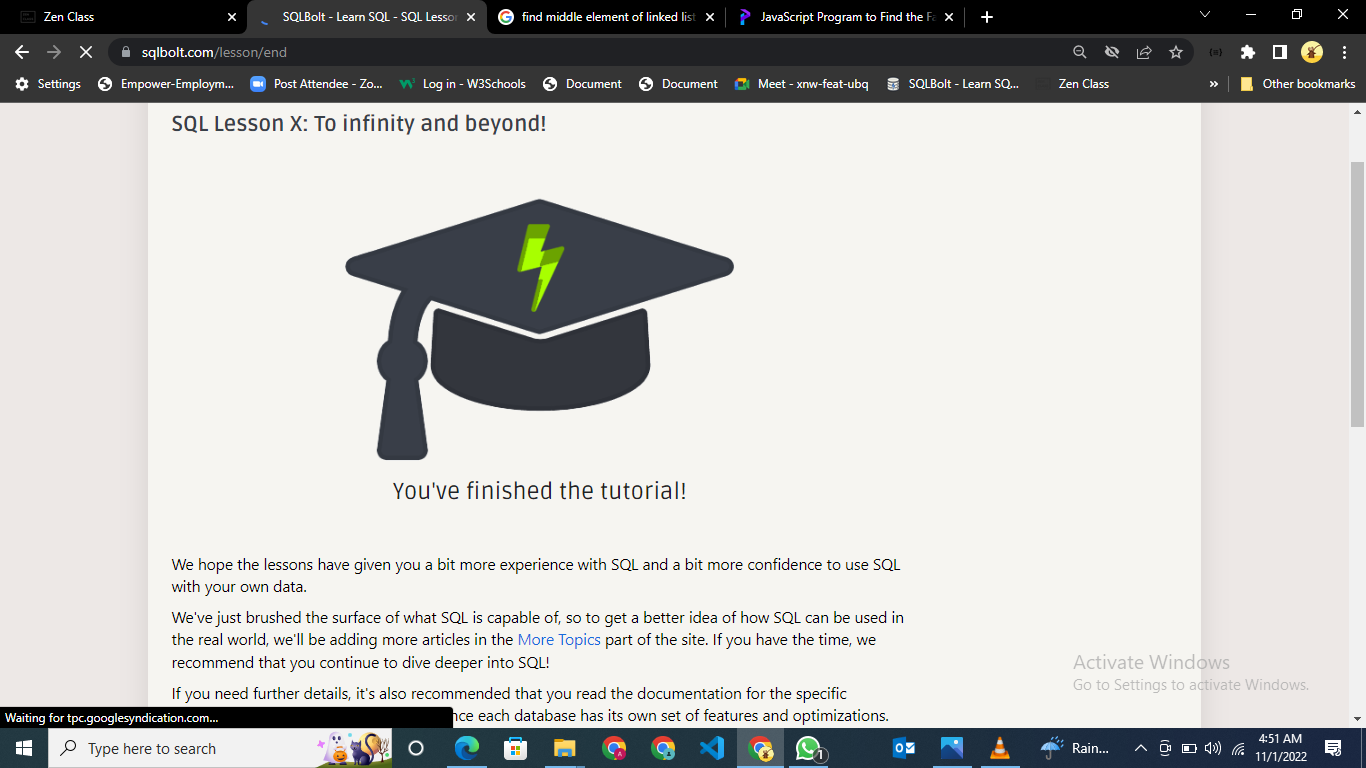 Zen Class
SQLBolt - Learn SQL - SQL Lesson
find middle element of linked list
JavaScript Program to Find the Fa
sqlbolt.com/lesson/end
Settings
Empower-Employm...
Post Attendee - Zo...
Log in - W3Schools
Document
Document
Meet - xnw-feat-ubq
SQLBolt - Learn SQ...
Zen Class
»
Other bookmarks
SQL Lesson X: To infinity and beyond!
You've finished the tutorial!
We hope the lessons have given you a bit more experience with SQL and a bit more confidence to use SQL
with your own data.
We've just brushed the surface of what SQL is capable of, so to get a better idea of how SQL can be used in
the real world, we'll be adding more articles in the More Topics part of the site. If you have the time, we
recommend that you continue to dive deeper into SQL!
If you need further details, it's also recommended that you read the documentation for the specific
nce each database has its own set of features and optimizations.
Activate Windows
Go to Settings to activate Windows.
Waiting for tpc.googlesyndication.com...
Type here to search
1
Rain...
4:51 AM
11/1/2022